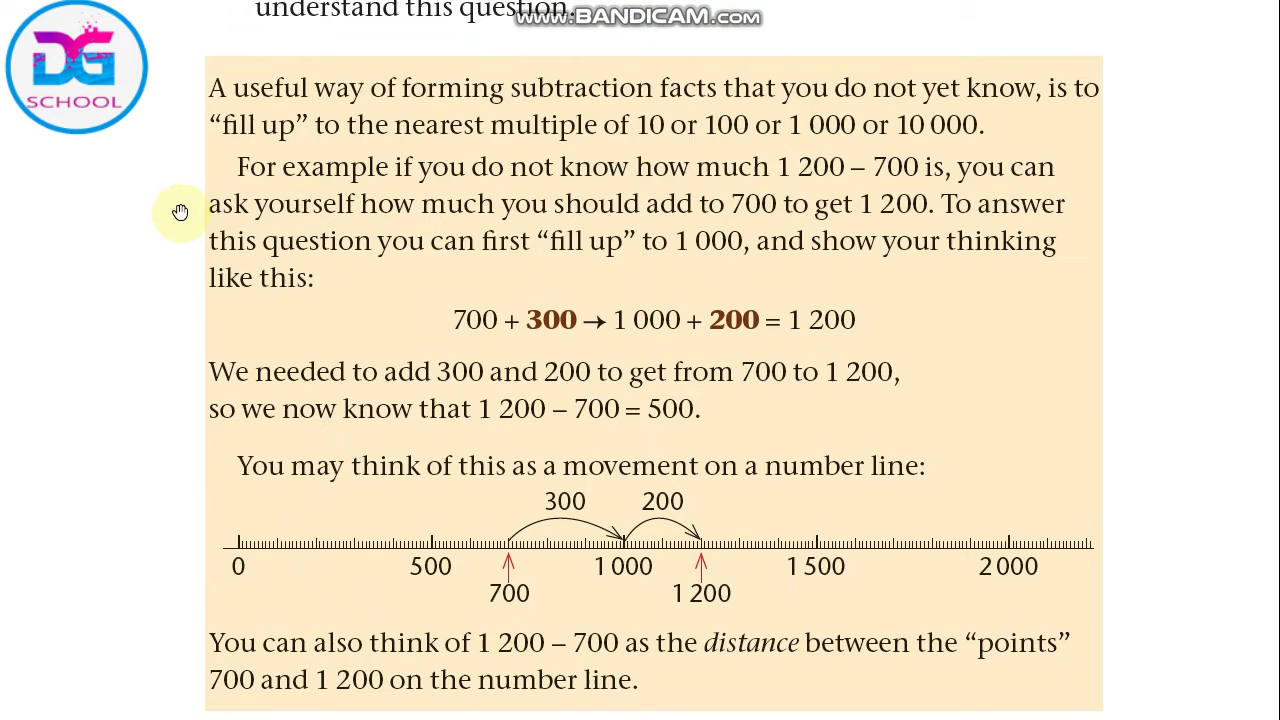 understand this question.
www.BANDICAM.com
DG
SCHOOL
A useful way of forming subtraction facts that you do not yet know, is to
“fill up” to the nearest multiple of 10 or 100 or 1 000 or 10 000.
For example if you do not know how much 1 200 – 700 is, you can
ask yourself how much you should add to 700 to get 1 200. To answer
this question you can first “fill up” to 1 000, and show your thinking
like this:
700 + 300 → 1 000 + 200 = 1 200
We needed to add 300 and 200 to get from 700 to 1 200,
so we now know that 1 200 – 700 = 500.
You may think of this as a movement on a number line:
300 200
0 500 1 000 1 500 2 000
700 1 200
You can also think of 1 200 – 700 as the distance between the “points”
700 and 1 200 on the number line.